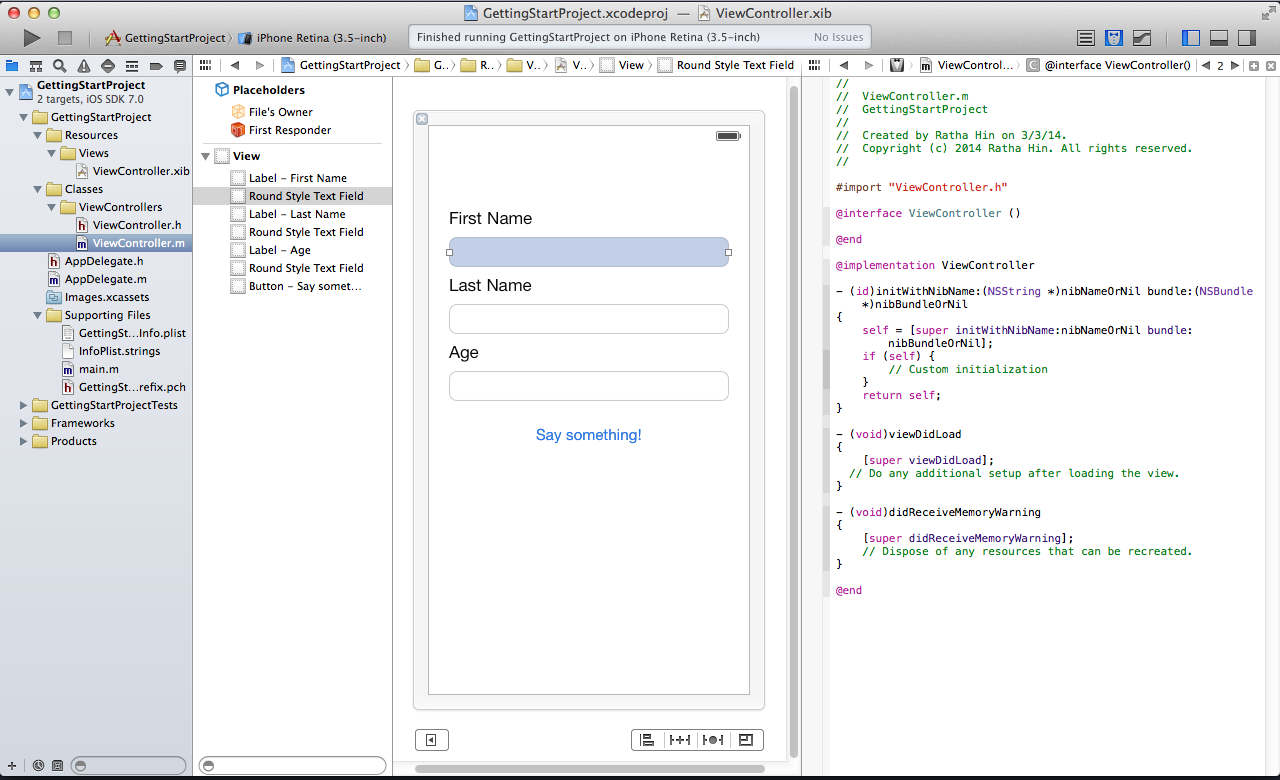 GettingStartProject.xcodeproj — ViewController.xib
GettingStartProject iPhone Retina (3.5-inch)
Finished running GettingStartProject on iPhone Retina (3.5-inch) No Issues
GettingStartProject G.. R... V... V... View Round Style Text Field
ViewControl... @interface ViewController() 2
GettingStartProject
2 targets, iOS SDK 7.0
GettingStartProject
Resources
Views
ViewController.xib
Classes
ViewControllers
ViewController.h
ViewController.m
AppDelegate.h
AppDelegate.m
Images.xcassets
Supporting Files
GettingSt...Info.plist
InfoPlist.strings
main.m
GettingSt...refix.pch
GettingStartProjectTests
Frameworks
Products
Placeholders
File's Owner
First Responder
View
Label – First Name
Round Style Text Field
Label – Last Name
Round Style Text Field
Label – Age
Round Style Text Field
Button – Say somet...
First Name
Last Name
Age
Say something!
//
//  ViewController.m
//  GettingStartProject
//
//  Created by Ratha Hin on 3/3/14.
//  Copyright (c) 2014 Ratha Hin. All rights reserved.
//
#import "ViewController.h"
@interface ViewController ()
@end
@implementation ViewController
- (id)initWithNibName:(NSString *)nibNameOrNil bundle:(NSBundle
*)nibBundleOrNil
{
self = [super initWithNibName:nibNameOrNil bundle:
nibBundleOrNil];
if (self) {
// Custom initialization
}
return self;
}
- (void)viewDidLoad
{
[super viewDidLoad];
// Do any additional setup after loading the view.
}
- (void)didReceiveMemoryWarning
{
[super didReceiveMemoryWarning];
// Dispose of any resources that can be recreated.
}
@end